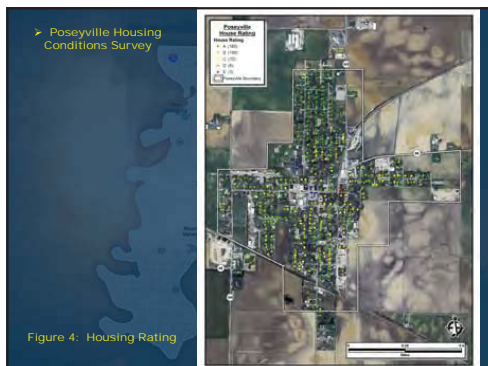 ➢ Poseyville Housing
Conditions Survey
Poseyville
House Rating
House Rating
A
B
C
D
E
Poseyville Boundary
Miles
Figure 4: Housing Rating